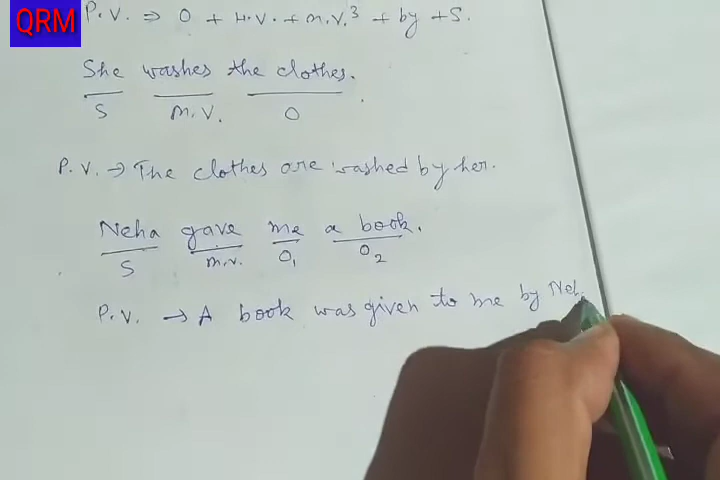 QRM
P.V. ⇒ O + H.V. + m.V.³ + by + S.
She washes the clothes.
S m.V. O
P.V. → The clothes are washed by her.
Neha gave me a book.
S m.v. O₁ O₂
P.V. → A book was given to me by Neh